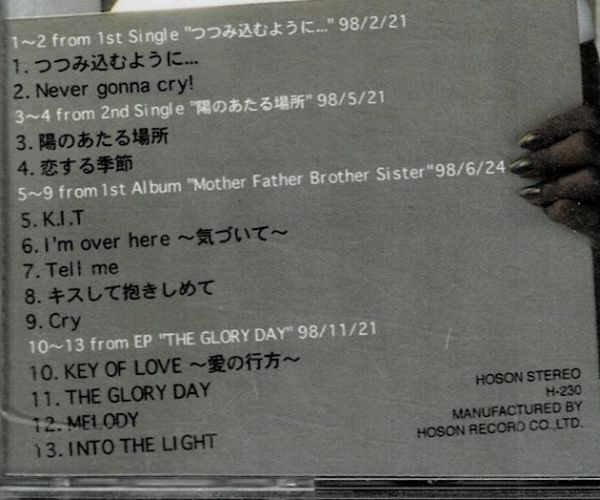 1～2 from 1st Single "つつみ込むように..." 98/2/21
1. つつみ込むように...
2. Never gonna cry!
3～4 from 2nd Single "陽のあたる場所" 98/5/21
3. 陽のあたる場所
4. 恋する季節
5～9 from 1st Album "Mother Father Brother Sister" 98/6/24
5. K.I.T
6. I'm over here ～気づいて～
7. Tell me
8. キスして抱きしめて
9. Cry
10～13 from EP "THE GLORY DAY" 98/11/21
10. KEY OF LOVE ～愛の行方～
11. THE GLORY DAY
12. MELODY
13. INTO THE LIGHT
HOSON STEREO
H-230
MANUFACTURED BY
HOSON RECORD CO.,LTD.